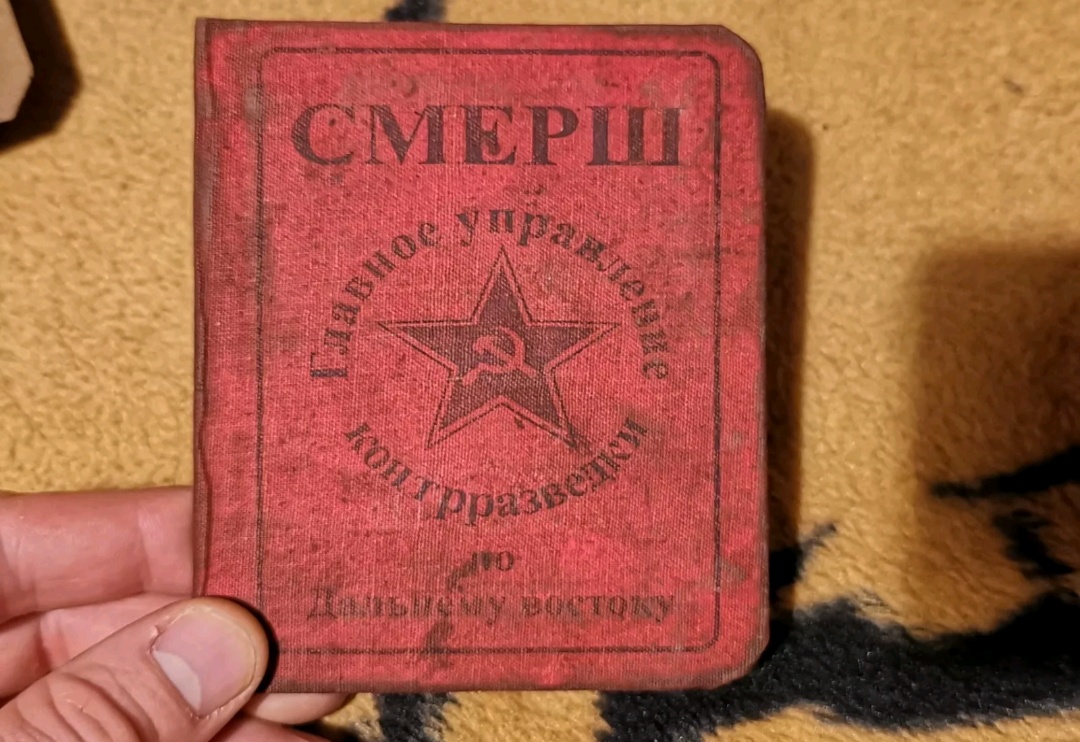 СМЕРШ
Главное управление
контрразведки
по
Дальнему востоку